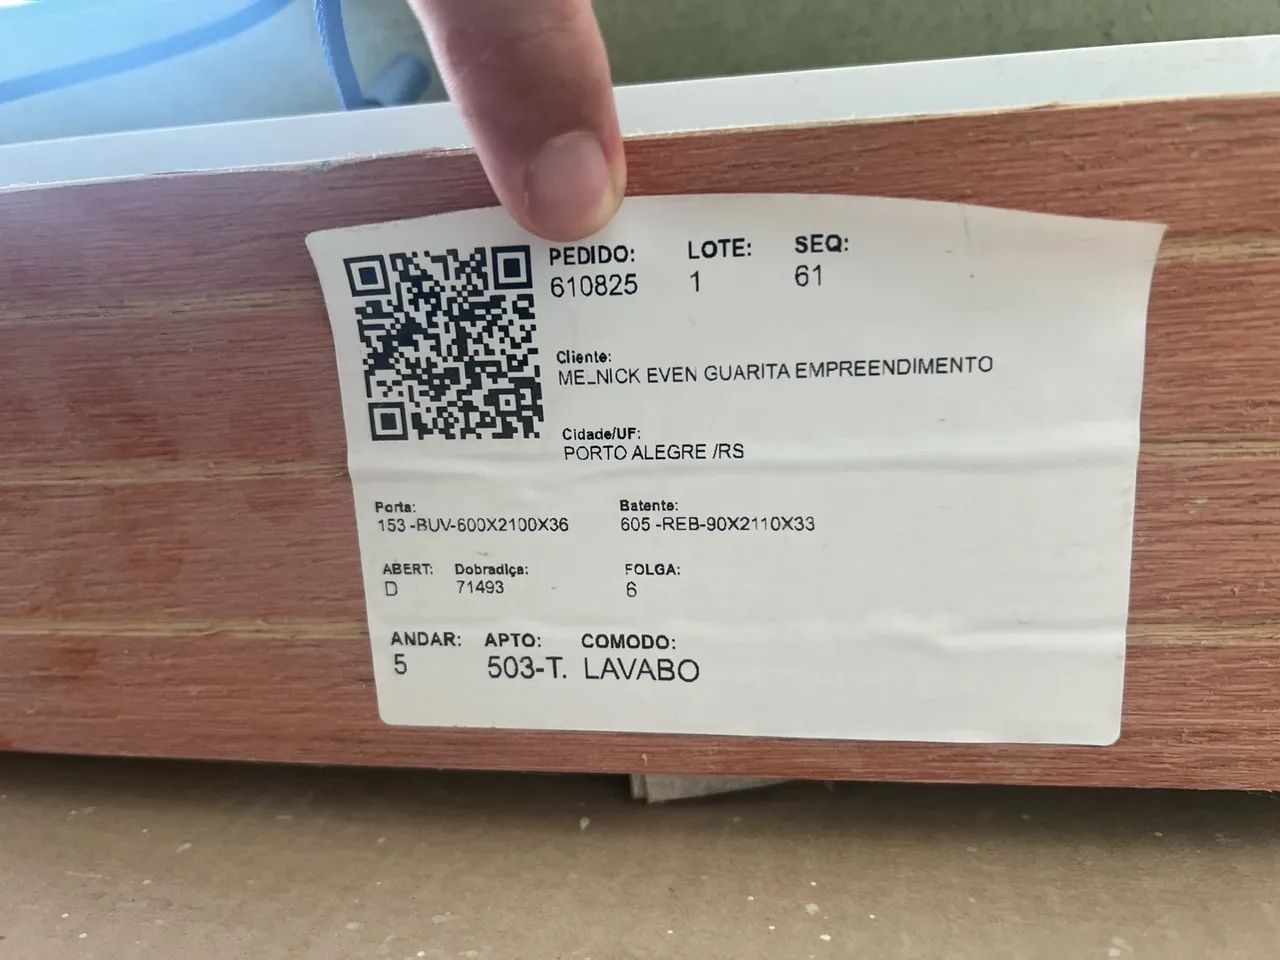 PEDIDO: LOTE: SEQ:
610825 1 61
Cliente:
MELNICK EVEN GUARITA EMPREENDIMENTO
Cidade/UF:
PORTO ALEGRE /RS
Porta: Batente:
153 -BUV-600X2100X36 605 -REB-90X2110X33
ABERT: Dobradiça: FOLGA:
D 71493 6
ANDAR: APTO: COMODO:
5 503-T. LAVABO